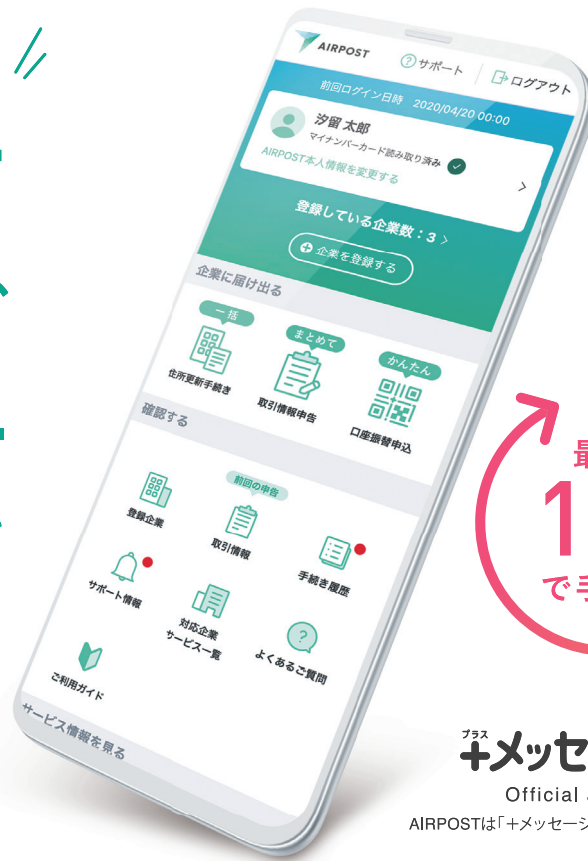 AIRPOST
サポート
ログアウト
前回ログイン日時 2020/04/20 00:00
汐留 太郎
マイナンバーカード読み取り済み
AIRPOST本人情報を変更する
登録している企業数：3
企業を登録する
企業に届け出る
一括
まとめて
かんたん
住所更新手続き
取引情報申告
口座振替申込
確認する
前回の申告
登録企業
取引情報
手続き履歴
サポート情報
対応企業
サービス一覧
よくあるご質問
ご利用ガイド
サービス情報を見る
最
1
で手
プラス
+メッセ
Official
AIRPOSTは「+メッセージ